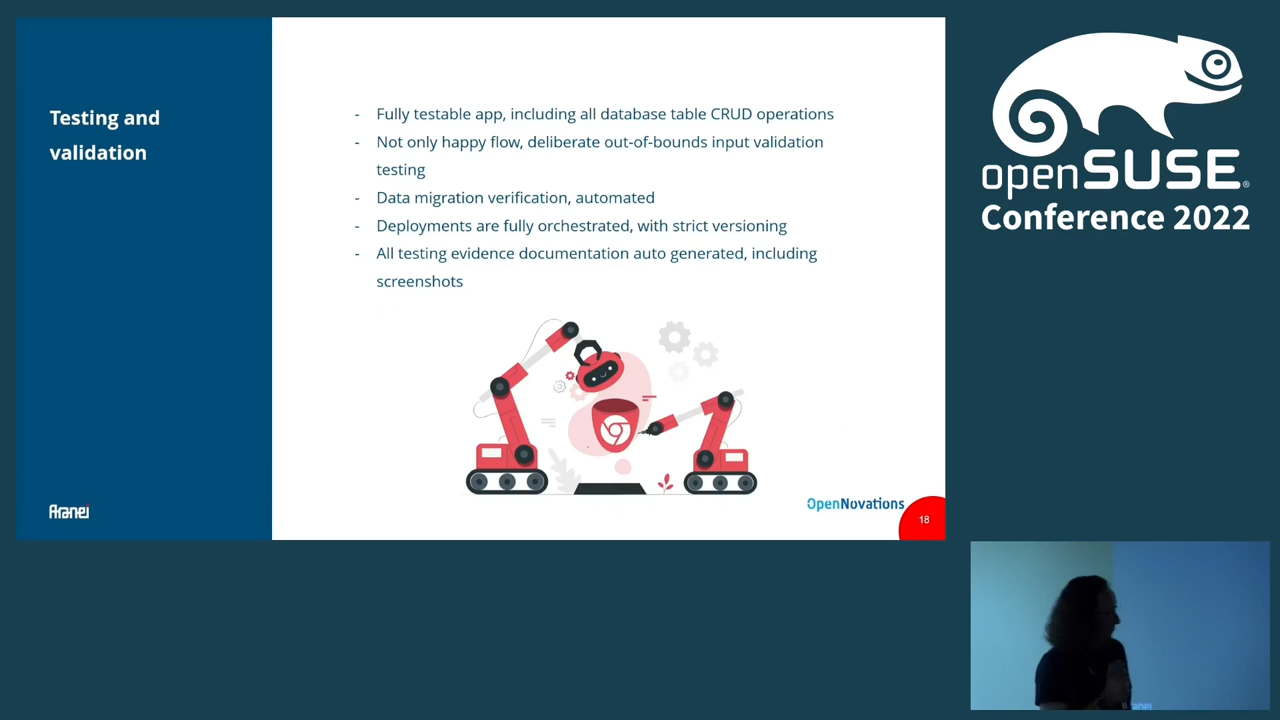 Testing and
validation
- Fully testable app, including all database table CRUD operations
- Not only happy flow, deliberate out-of-bounds input validation
testing
- Data migration verification, automated
- Deployments are fully orchestrated, with strict versioning
- All testing evidence documentation auto generated, including
screenshots
Aranei
OpenNovations
18
openSUSE®
Conference 2022
Aranei